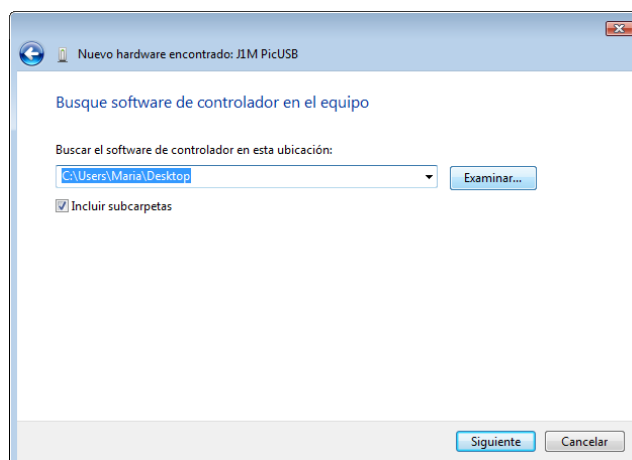 Nuevo hardware encontrado: J1M PicUSB
Busque software de controlador en el equipo
Buscar el software de controlador en esta ubicación:
C:\Users\Maria\Desktop
Examinar...
Incluir subcarpetas
Siguiente
Cancelar